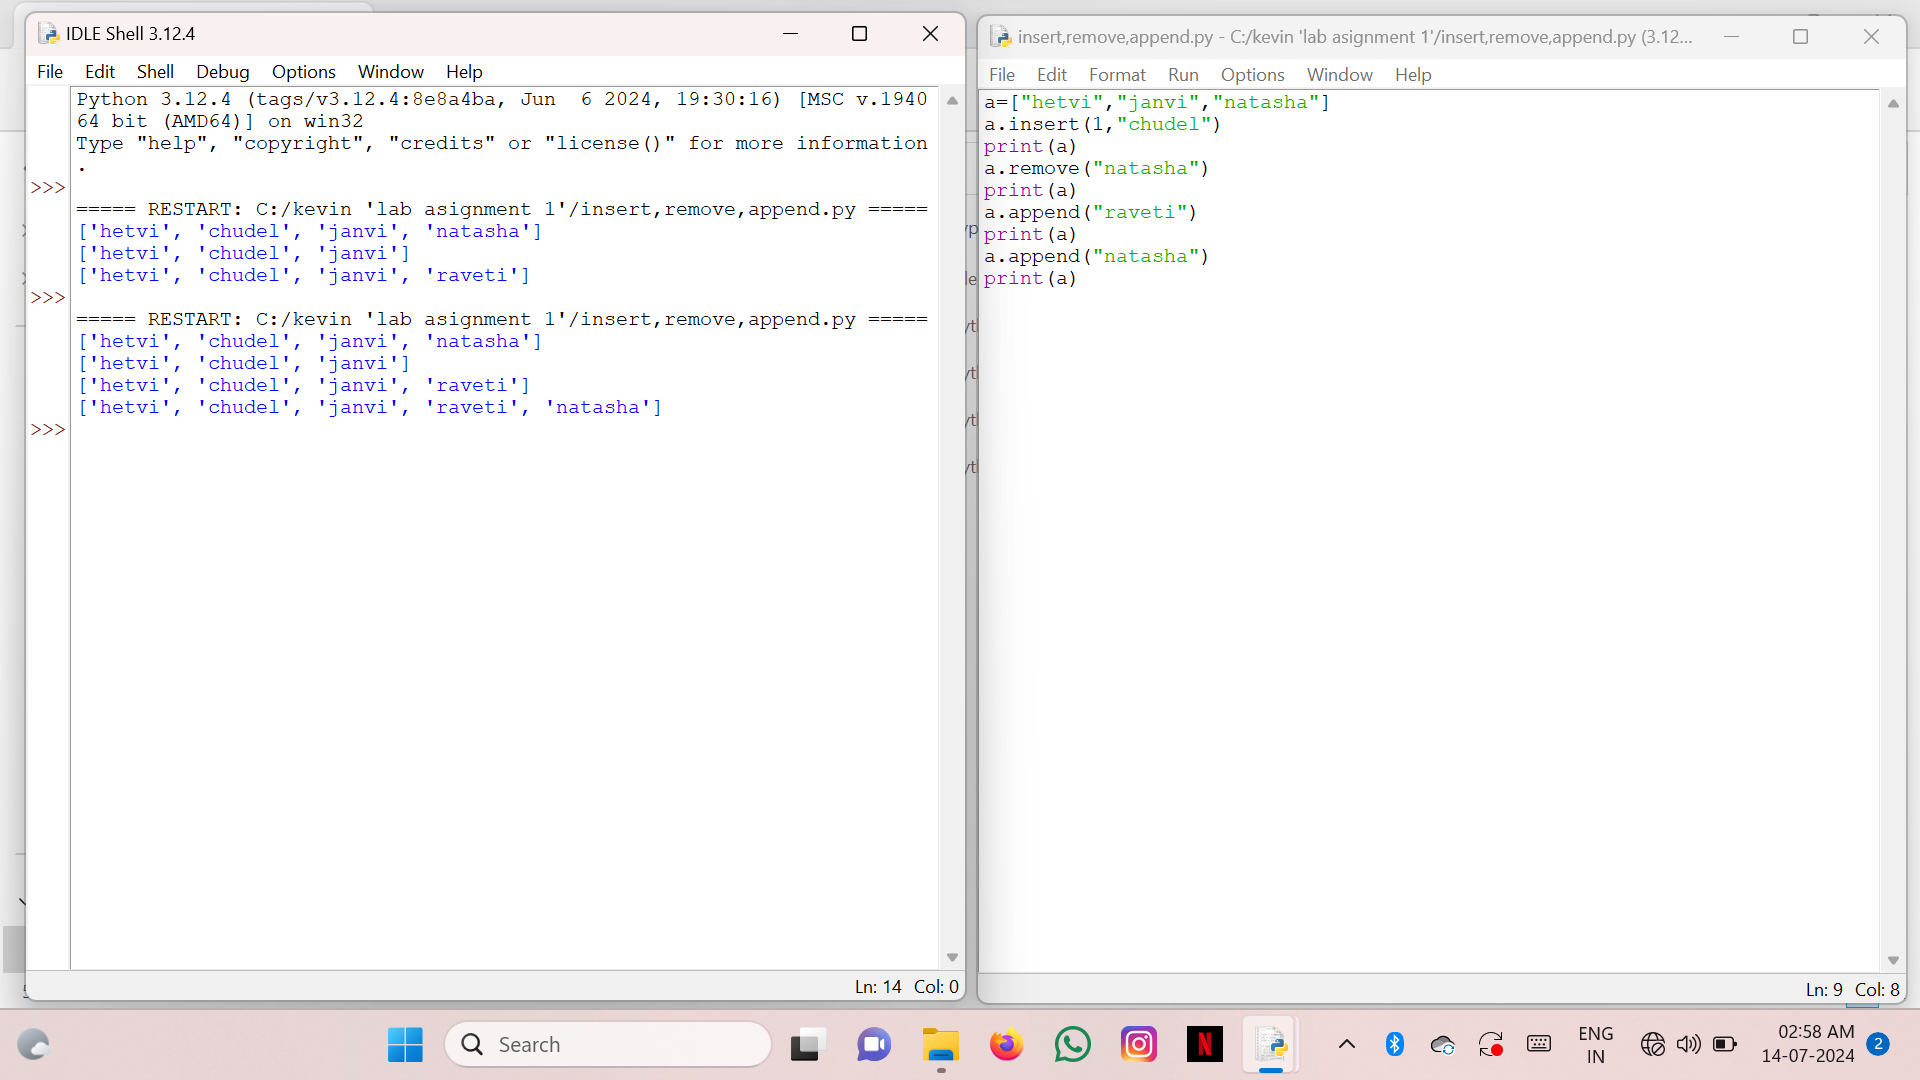 IDLE Shell 3.12.4
File Edit Shell Debug Options Window Help
Python 3.12.4 (tags/v3.12.4:8e8a4ba, Jun  6 2024, 19:30:16) [MSC v.1940
64 bit (AMD64)] on win32
Type "help", "copyright", "credits" or "license()" for more information
.
>>>
===== RESTART: C:/kevin 'lab asignment 1'/insert,remove,append.py =====
['hetvi', 'chudel', 'janvi', 'natasha']
['hetvi', 'chudel', 'janvi']
['hetvi', 'chudel', 'janvi', 'raveti']
>>>
===== RESTART: C:/kevin 'lab asignment 1'/insert,remove,append.py =====
['hetvi', 'chudel', 'janvi', 'natasha']
['hetvi', 'chudel', 'janvi']
['hetvi', 'chudel', 'janvi', 'raveti']
['hetvi', 'chudel', 'janvi', 'raveti', 'natasha']
>>>
Ln: 14 Col: 0
insert,remove,append.py - C:/kevin 'lab asignment 1'/insert,remove,append.py (3.12...
File Edit Format Run Options Window Help
a=["hetvi","janvi","natasha"]
a.insert(1,"chudel")
print(a)
a.remove("natasha")
print(a)
a.append("raveti")
print(a)
a.append("natasha")
print(a)
Ln: 9 Col: 8
Search
N
ENG
IN
02:58 AM
14-07-2024
2